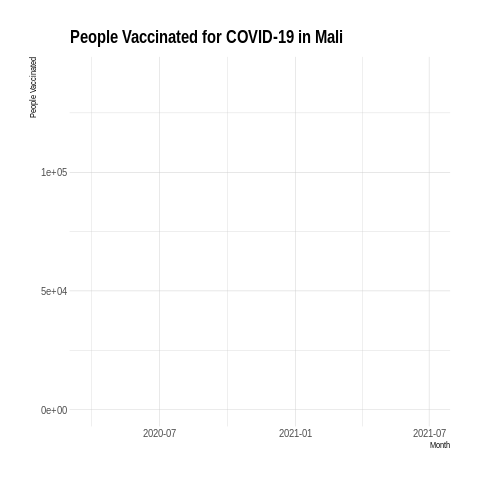 People Vaccinated for COVID-19 in Mali
People Vaccinated
1e+05
5e+04
0e+00
2020-07
2021-01
2021-07
Month